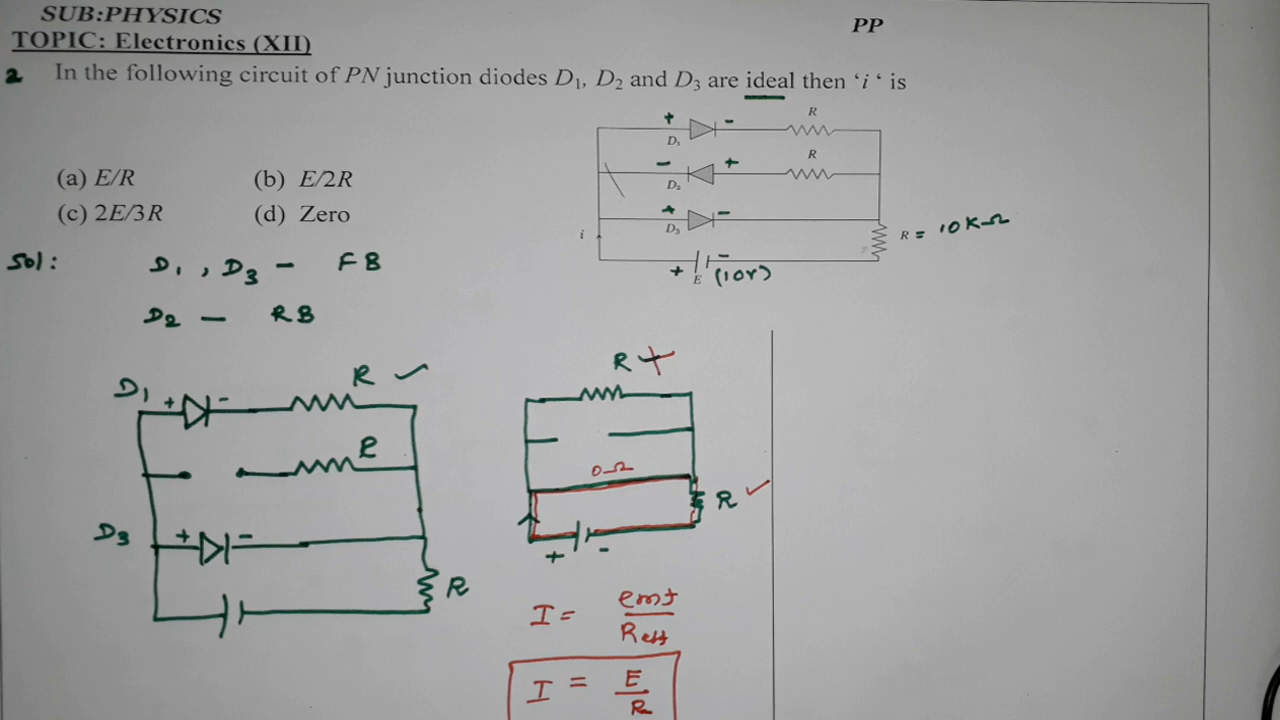 SUB:PHYSICS
PP
TOPIC: Electronics (XII)
2 In the following circuit of PN junction diodes D₁, D₂ and D₃ are ideal then ‘i ‘ is
+ - R
D₁
- + R
D₂
+ -
D₃
i
R = 10K Ω
+ -
E (10V)
(a) E/R (b) E/2R
(c) 2E/3R (d) Zero
Sol:
D₁ , D₃ - FB
D₂ - RB
D₁ + - R ✓
R
D₃ + -
R
R +
0Ω
R ✓
+ -
I = emf
Reff
I = E
R